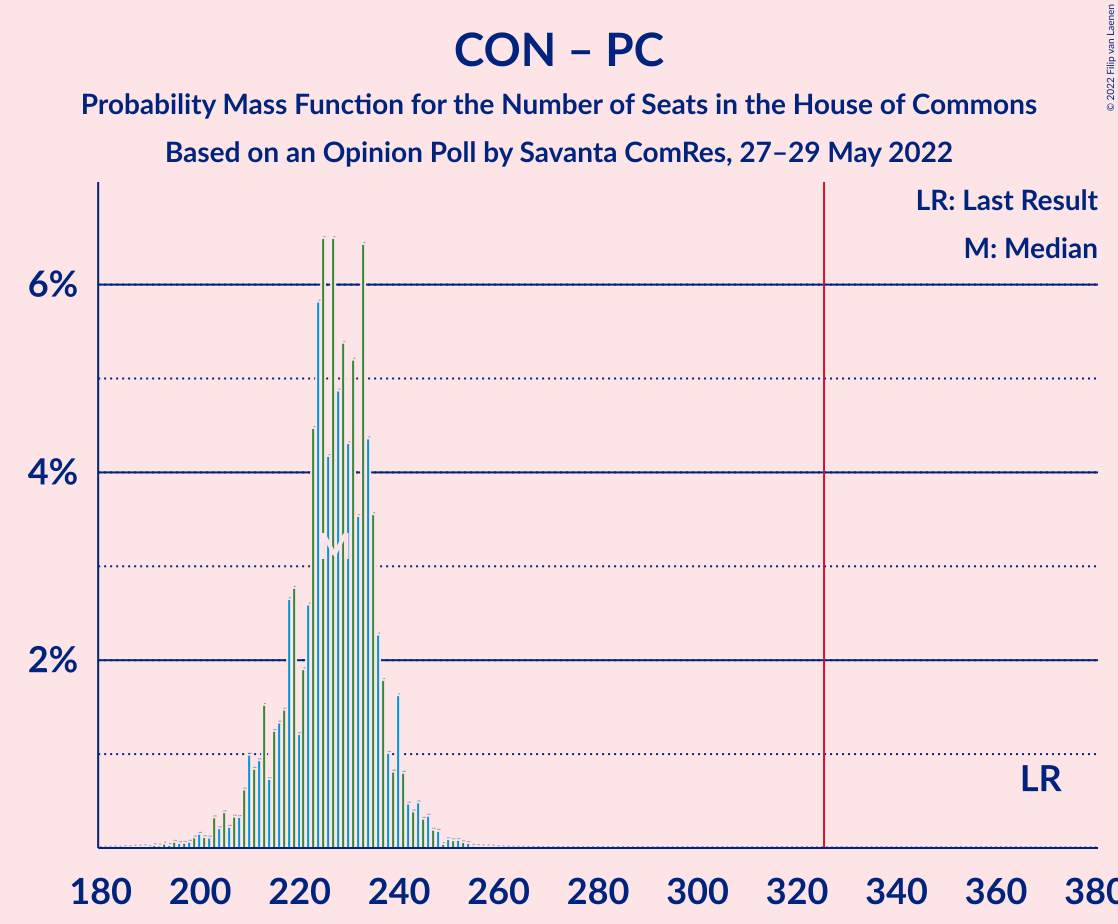 CON – PC
Probability Mass Function for the Number of Seats in the House of Commons
Based on an Opinion Poll by Savanta ComRes, 27–29 May 2022
© 2022 Filip van Laenen
LR: Last Result
M: Median
6%
4%
2%
M
LR
180 200 220 240 260 280 300 320 340 360 380